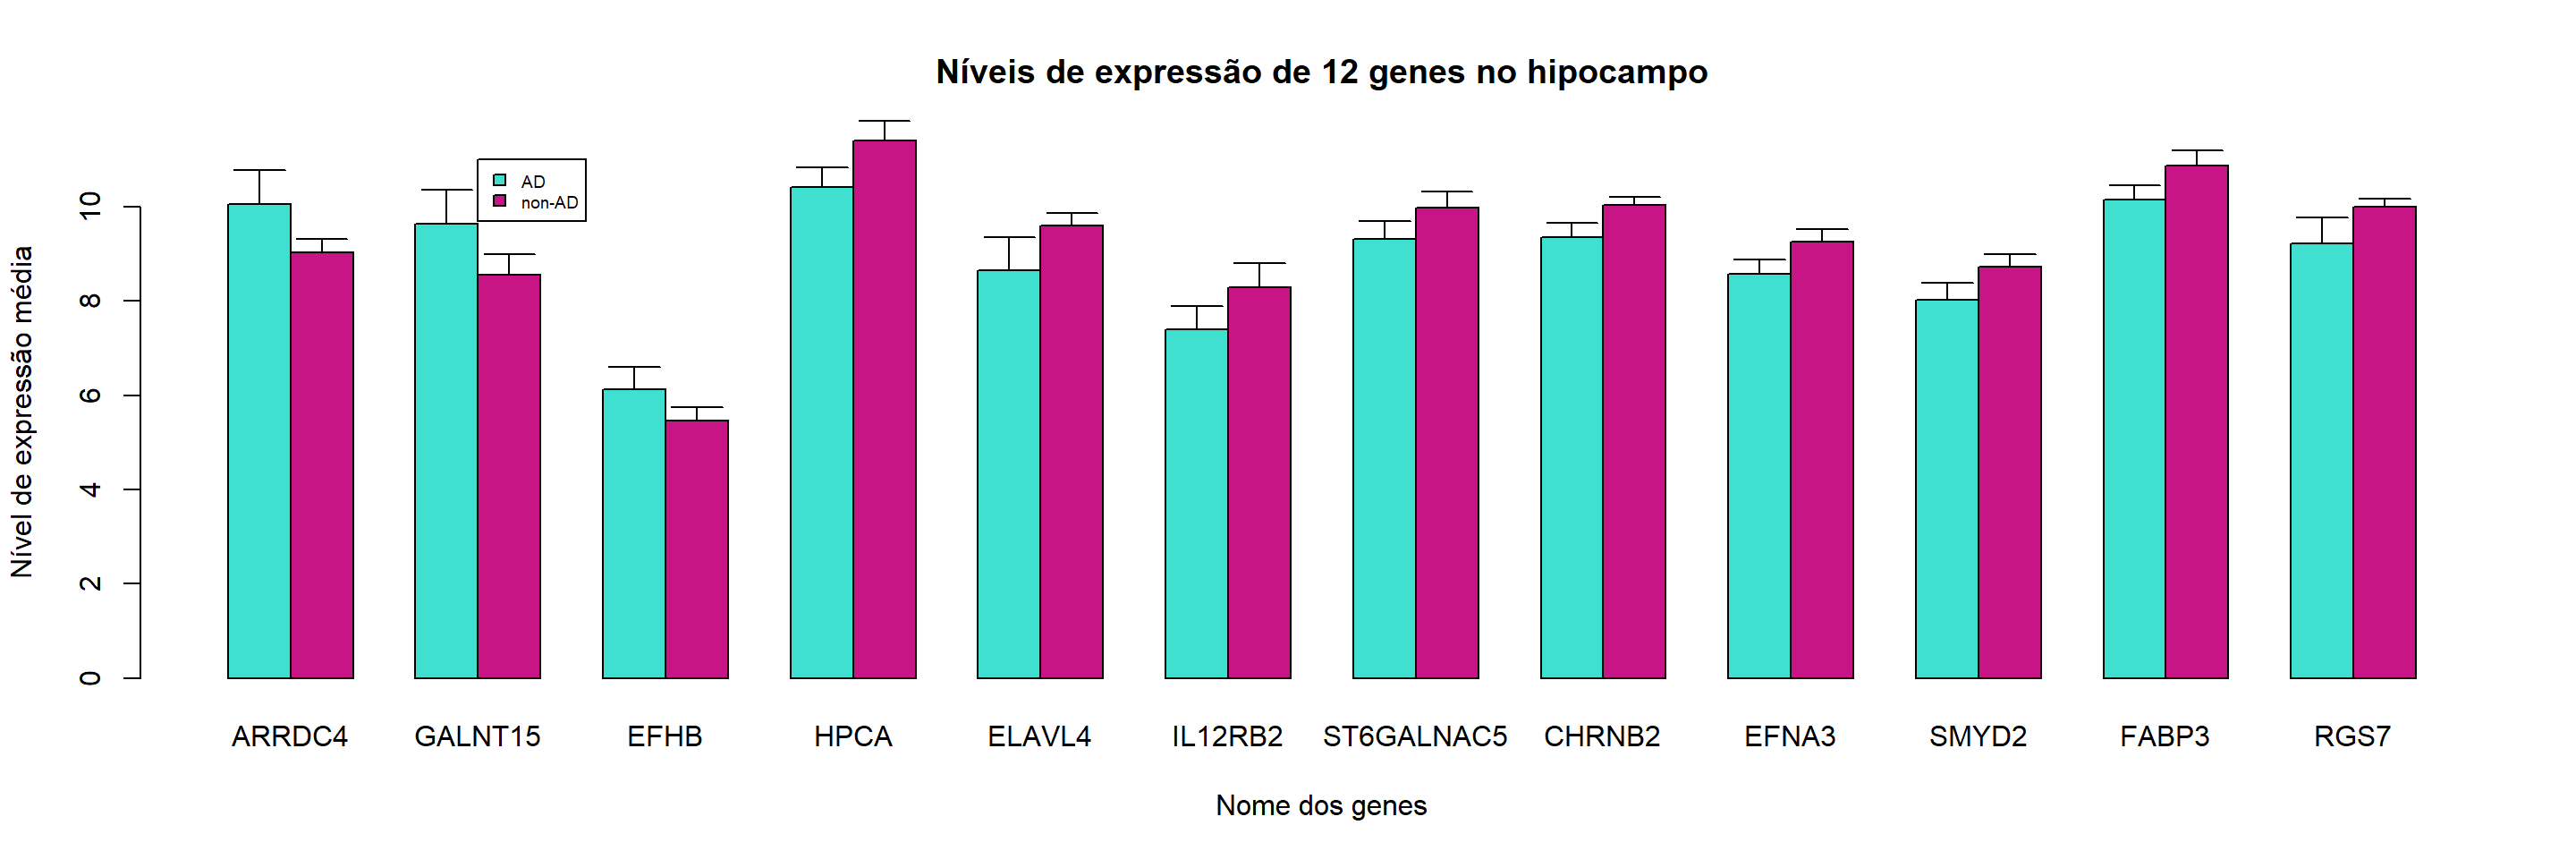 Níveis de expressão de 12 genes no hipocampo
AD
non-AD
Nível de expressão média
10
8
6
4
2
0
ARRDC4 GALNT15 EFHB HPCA ELAVL4 IL12RB2 ST6GALNAC5 CHRNB2 EFNA3 SMYD2 FABP3 RGS7
Nome dos genes